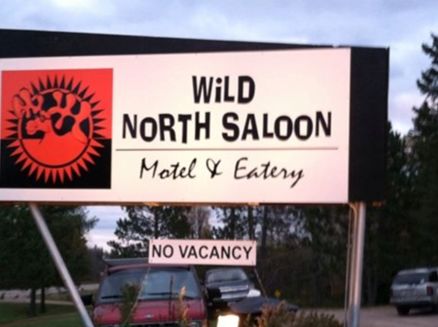 WiLD
NORTH SALOON
Motel & Eatery
NO VACANCY